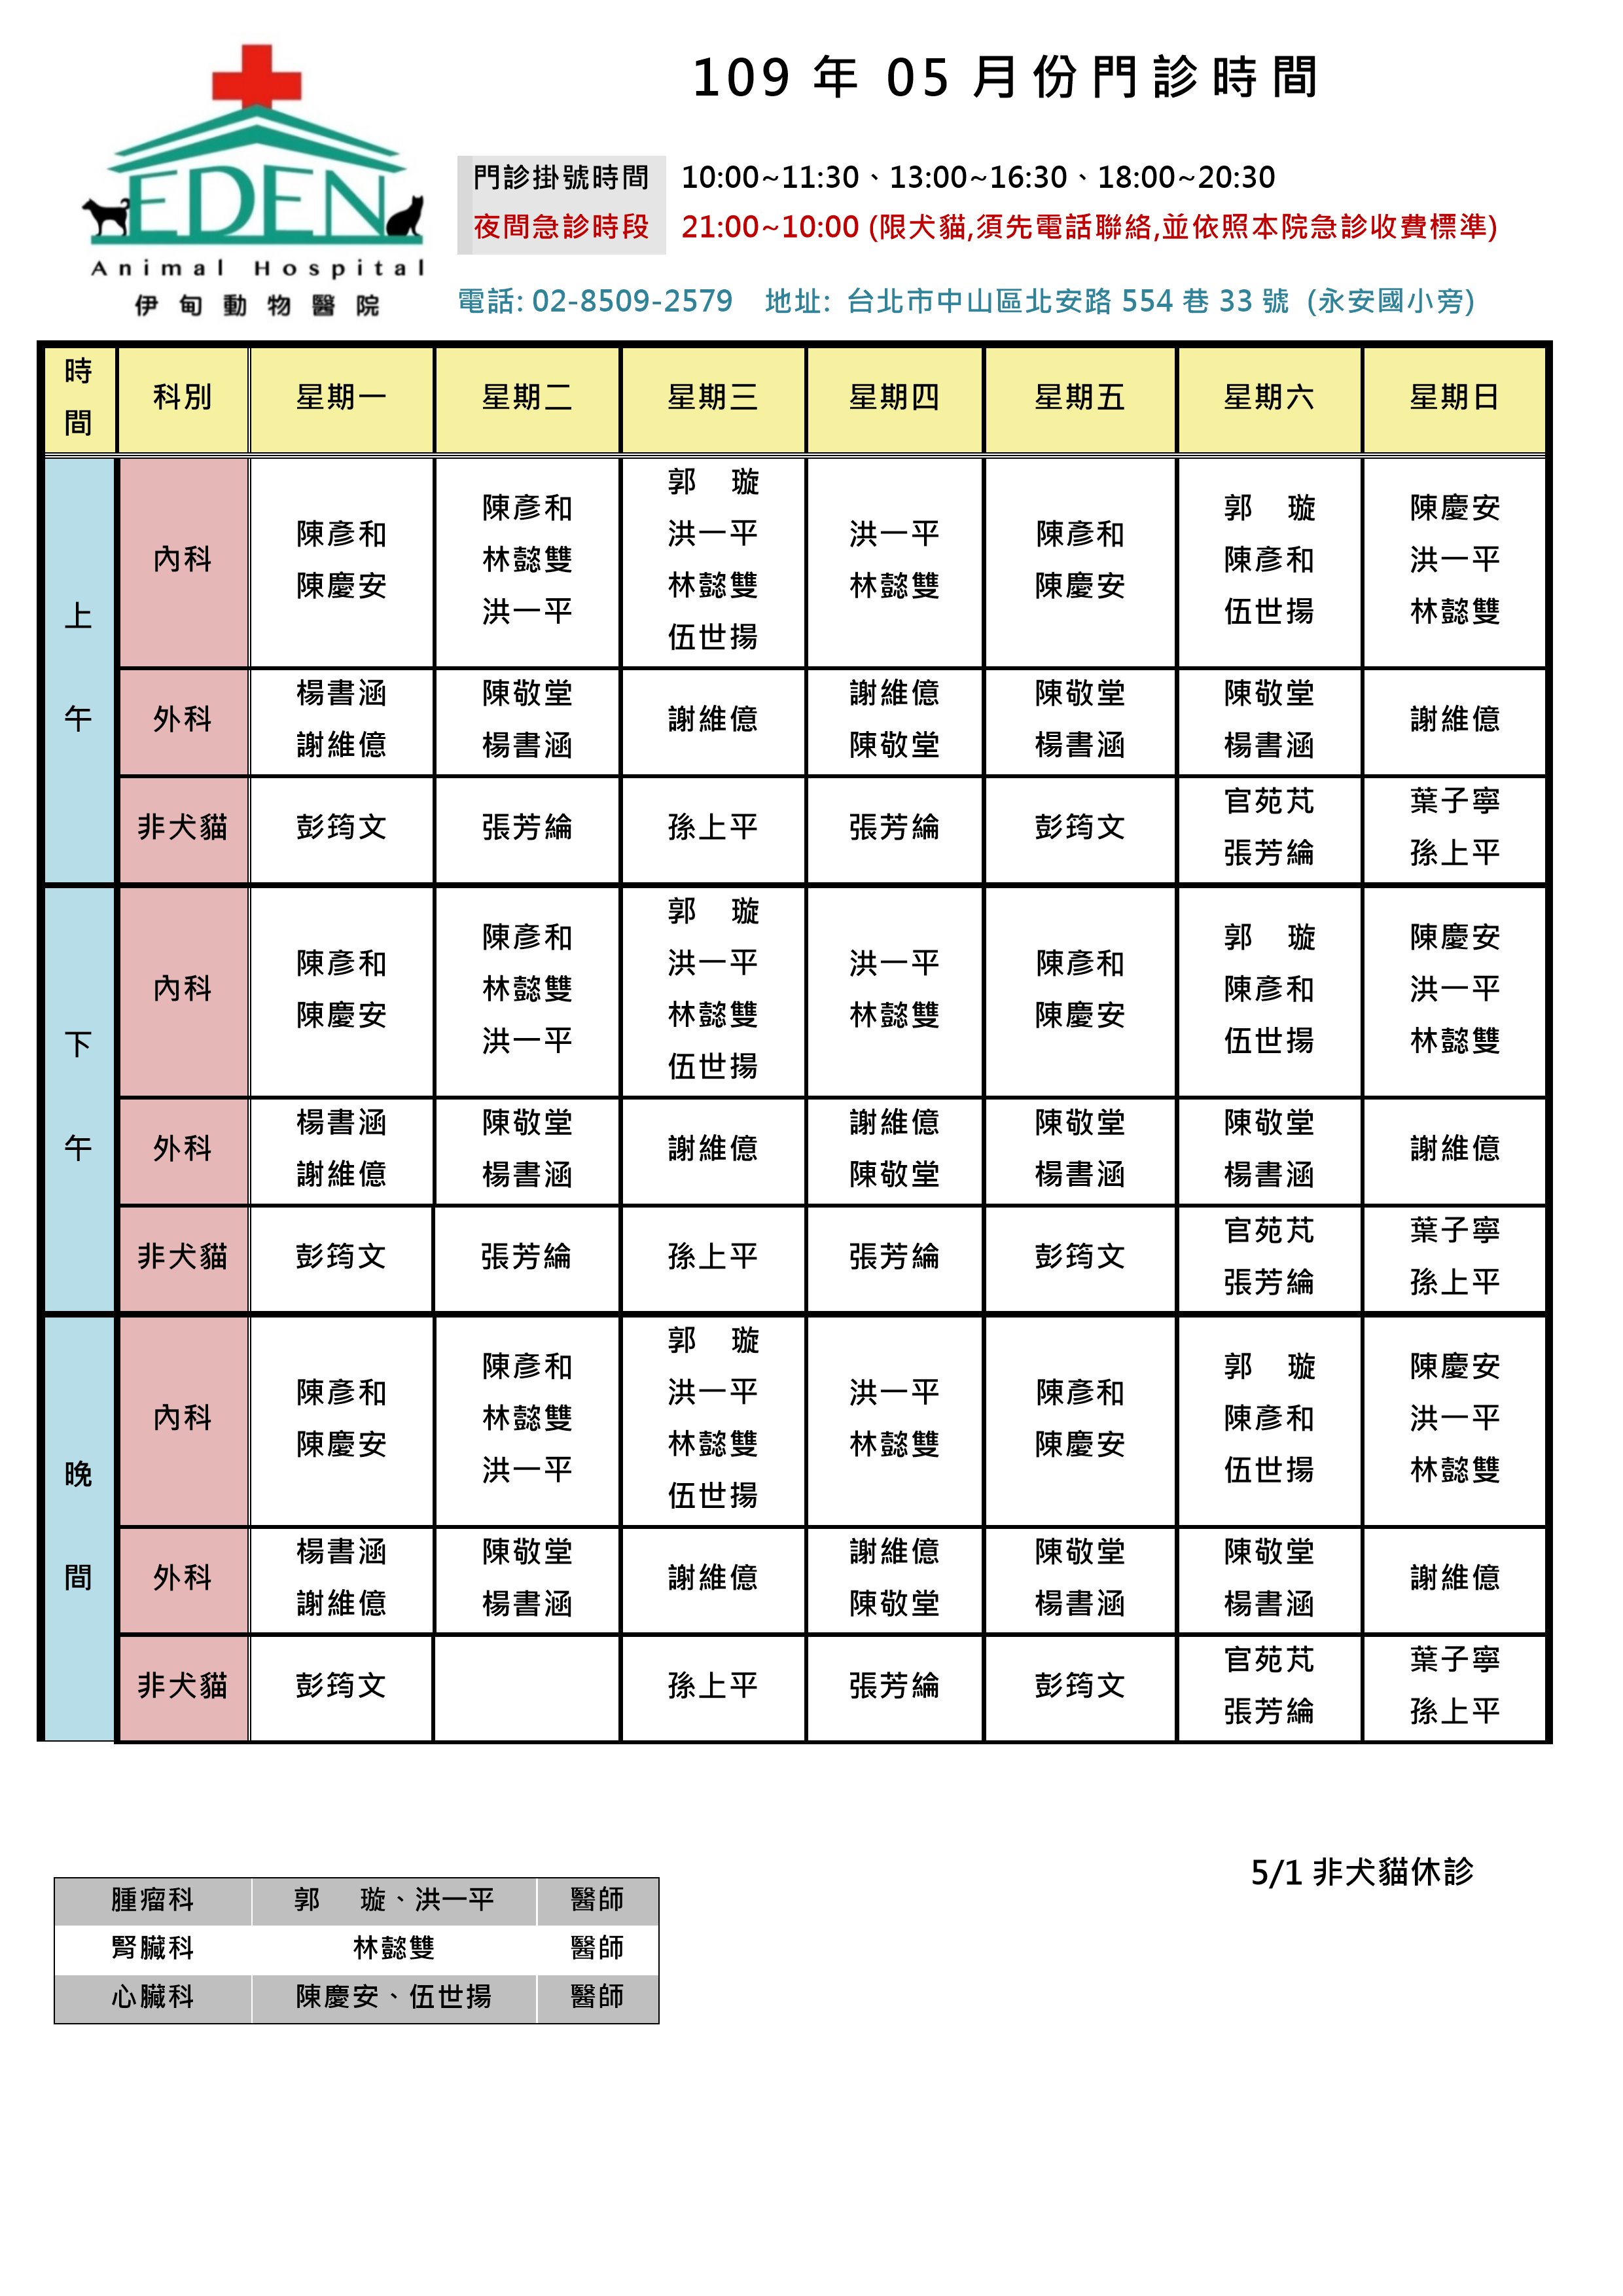 109 年 05 月份門診時間
EDEN
Animal Hospital
伊甸動物醫院
門診掛號時間 10:00~11:30、13:00~16:30、18:00~20:30
夜間急診時段 21:00~10:00 (限犬貓,須先電話聯絡,並依照本院急診收費標準)
電話: 02-8509-2579 地址: 台北市中山區北安路 554 巷 33 號 (永安國小旁)
時間 科別 星期一 星期二 星期三 星期四 星期五 星期六 星期日
上午
內科
陳彥和
陳慶安
陳彥和
林懿雙
洪一平
郭 璇
洪一平
林懿雙
伍世揚
洪一平
林懿雙
陳彥和
陳慶安
郭 璇
陳彥和
伍世揚
陳慶安
洪一平
林懿雙
外科
楊書涵
謝維億
陳敬堂
楊書涵
謝維億
謝維億
陳敬堂
陳敬堂
楊書涵
陳敬堂
楊書涵
謝維億
非犬貓
彭筠文
張芳綸
孫上平
張芳綸
彭筠文
官苑芃
張芳綸
葉子寧
孫上平
下午
內科
陳彥和
陳慶安
陳彥和
林懿雙
洪一平
郭 璇
洪一平
林懿雙
伍世揚
洪一平
林懿雙
陳彥和
陳慶安
郭 璇
陳彥和
伍世揚
陳慶安
洪一平
林懿雙
外科
楊書涵
謝維億
陳敬堂
楊書涵
謝維億
謝維億
陳敬堂
陳敬堂
楊書涵
陳敬堂
楊書涵
謝維億
非犬貓
彭筠文
張芳綸
孫上平
張芳綸
彭筠文
官苑芃
張芳綸
葉子寧
孫上平
晚間
內科
陳彥和
陳慶安
陳彥和
林懿雙
洪一平
郭 璇
洪一平
林懿雙
伍世揚
洪一平
林懿雙
陳彥和
陳慶安
郭 璇
陳彥和
伍世揚
陳慶安
洪一平
林懿雙
外科
楊書涵
謝維億
陳敬堂
楊書涵
謝維億
謝維億
陳敬堂
陳敬堂
楊書涵
陳敬堂
楊書涵
謝維億
非犬貓
彭筠文
孫上平
張芳綸
彭筠文
官苑芃
張芳綸
葉子寧
孫上平
5/1 非犬貓休診
腫瘤科 郭 璇、洪一平 醫師
腎臟科 林懿雙 醫師
心臟科 陳慶安、伍世揚 醫師